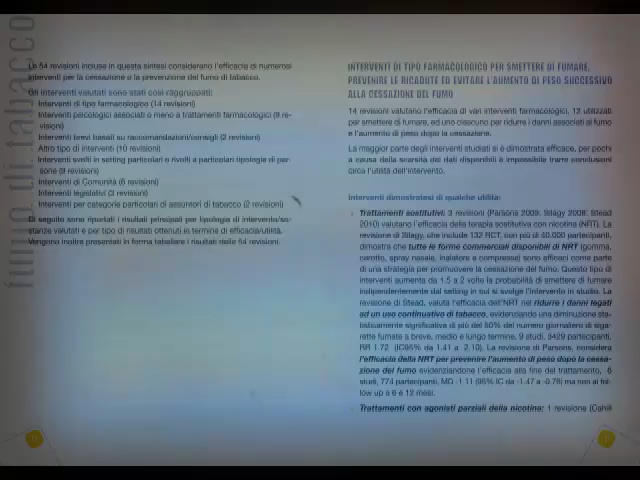 fumo di tabacco
Le 54 revisioni incluse in questa sintesi considerano l'efficacia di numerosi
interventi per la cessazione o la prevenzione del fumo di tabacco.
Gli interventi valutati sono stati così raggruppati:
Interventi di tipo farmacologico (14 revisioni)
Interventi psicologici associati o meno a trattamenti farmacologici (9 re-
visioni)
Interventi brevi basati su raccomandazioni/consigli (2 revisioni)
Altro tipo di interventi (10 revisioni)
Interventi svolti in setting particolari o rivolti a particolari tipologie di per-
sone (9 revisioni)
Interventi di Comunità (6 revisioni)
Interventi legislativi (2 revisioni)
Interventi per categorie particolari di assuntori di tabacco (2 revisioni)
Di seguito sono riportati i risultati principali per tipologia di intervento/so-
stanze valutati e per tipo di risultati ottenuti in termine di efficacia/utilità.
Vengono inoltre presentati in forma tabellare i risultati delle 54 revisioni.
INTERVENTI DI TIPO FARMACOLOGICO PER SMETTERE DI FUMARE,
PREVENIRE LE RICADUTE ED EVITARE L'AUMENTO DI PESO SUCCESSIVO
ALLA CESSAZIONE DEL FUMO
14 revisioni valutano l'efficacia di vari interventi farmacologici, 12 utilizzati
per smettere di fumare, ed uno ciascuno per ridurre i danni associati al fumo
e l'aumento di peso dopo la cessazione.
La maggior parte degli interventi studiati si è dimostrata efficace, per pochi
a causa della scarsità dei dati disponibili è impossibile trarre conclusioni
circa l'utilità dell'intervento.
Interventi dimostratesi di qualche utilità:
Trattamenti sostitutivi: 3 revisioni (Parsons 2009, Silagy 2008, Stead
2010) valutano l'efficacia della terapia sostitutiva con nicotina (NRT). La
revisione di Silagy, che include 132 RCT, con più di 40.000 partecipanti,
dimostra che tutte le forme commerciali disponibili di NRT (gomma,
cerotto, spray nasale, inalatore e compresse) sono efficaci come parte
di una strategia per promuovere la cessazione del fumo. Questo tipo di
interventi aumenta da 1.5 a 2 volte la probabilità di smettere di fumare
indipendentemente dal setting in cui si svolge l'intervento in studio. La
revisione di Stead, valuta l'efficacia dell'NRT nel ridurre i danni legati
ad un uso continuativo di tabacco, evidenziando una diminuzione sta-
tisticamente significativa di più del 50% del numero giornaliero di siga-
rette fumate a breve, medio e lungo termine, 9 studi, 3429 partecipanti,
RR 1.72 (IC95% da 1.41 a 2.10). La revisione di Parsons, considera
l'efficacia della NRT per prevenire l'aumento di peso dopo la cessa-
zione del fumo evidenziandone l'efficacia alla fine del trattamento, 6
studi, 774 partecipanti, MD -1.11 (95% IC da -1.47 a -0.76) ma non al fol-
low up a 6 e 12 mesi.
Trattamenti con agonisti parziali della nicotina: 1 revisione (Cahill